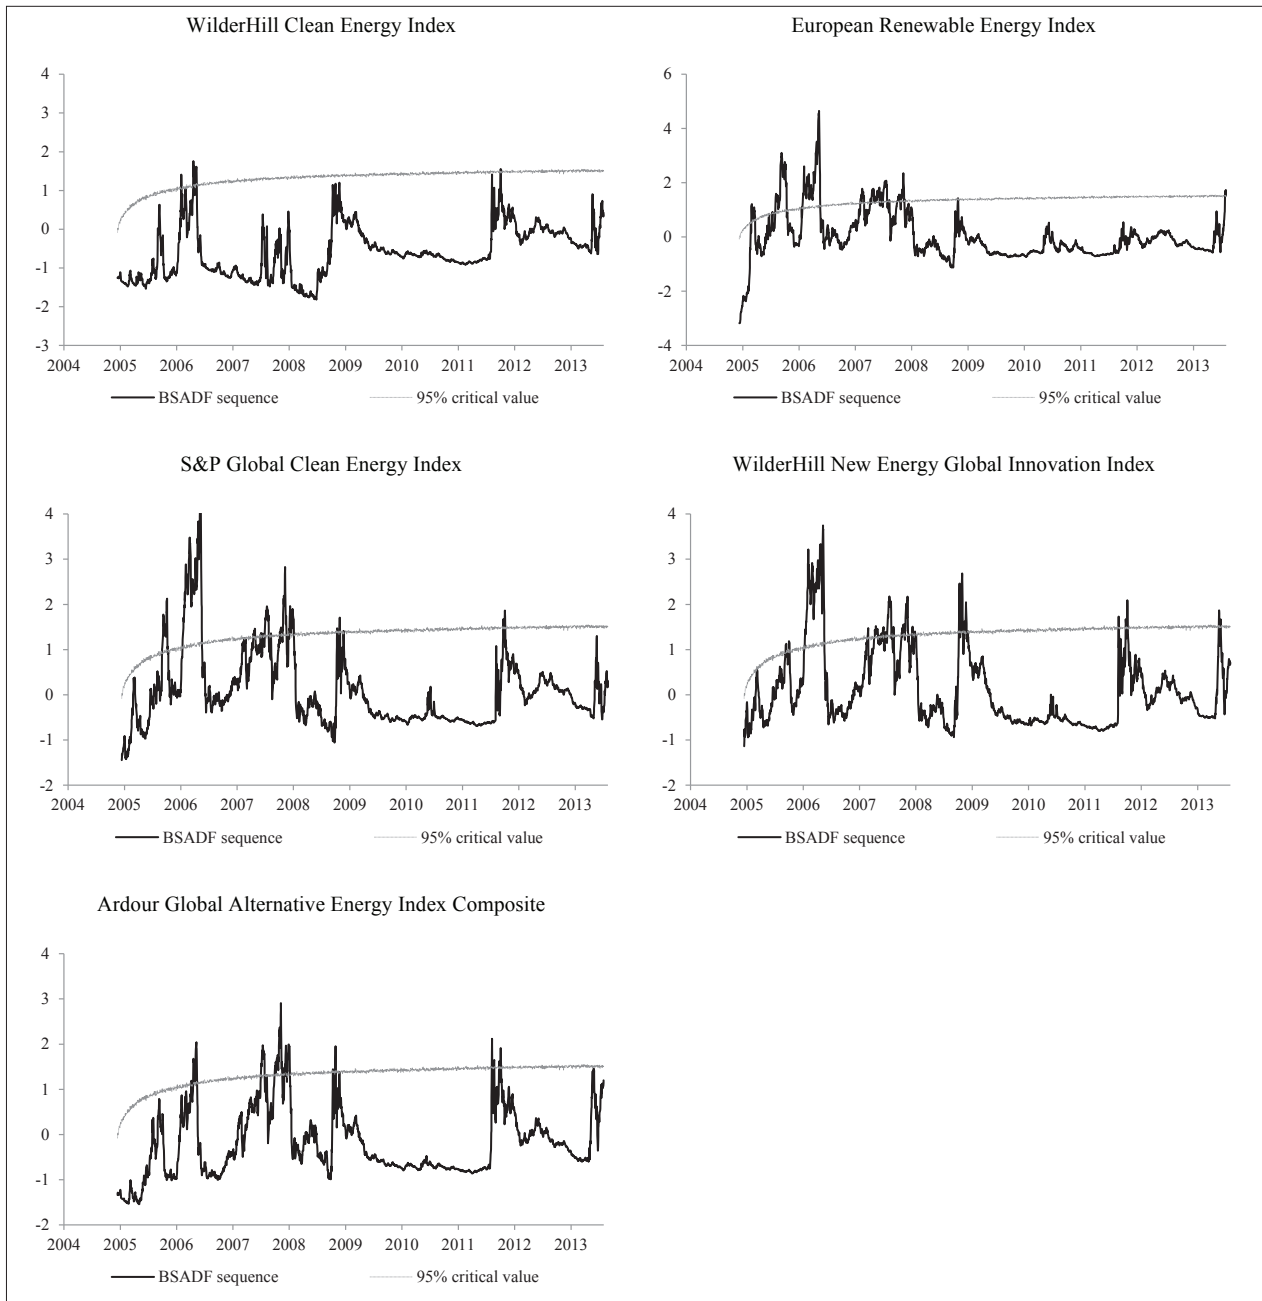 WilderHill Clean Energy Index
4
3
2
1
0
-1
-2
-3
2004 2005 2006 2007 2008 2009 2010 2011 2012 2013
BSADF sequence 95% critical value
European Renewable Energy Index
6
4
2
0
-2
-4
2004 2005 2006 2007 2008 2009 2010 2011 2012 2013
BSADF sequence 95% critical value
S&P Global Clean Energy Index
4
3
2
1
0
-1
-2
2004 2005 2006 2007 2008 2009 2010 2011 2012 2013
BSADF sequence 95% critical value
WilderHill New Energy Global Innovation Index
4
3
2
1
0
-1
-2
2004 2005 2006 2007 2008 2009 2010 2011 2012 2013
BSADF sequence 95% critical value
Ardour Global Alternative Energy Index Composite
4
3
2
1
0
-1
-2
2004 2005 2006 2007 2008 2009 2010 2011 2012 2013
BSADF sequence 95% critical value